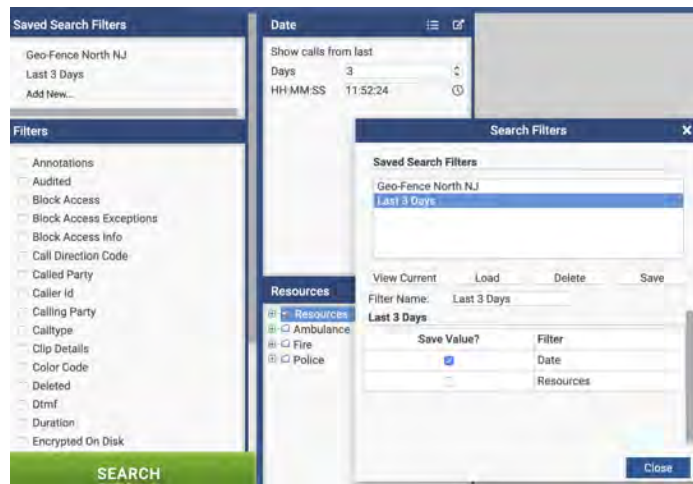 Saved Search Filters
Geo-Fence North NJ
Last 3 Days
Add New...
Filters
Annotations
Audited
Block Access
Block Access Exceptions
Block Access Info
Call Direction Code
Called Party
Caller Id
Calling Party
Calltype
Clip Details
Color Code
Deleted
Dtmf
Duration
Encrypted On Disk
SEARCH
Date
Show calls from last
Days 3
HH:MM:SS 11:52:24
Resources
Resources
Ambulance
Fire
Police
Search Filters
Saved Search Filters
Geo-Fence North NJ
Last 3 Days
View Current Load Delete Save
Filter Name: Last 3 Days
Last 3 Days
Save Value? Filter
Date
Resources
Close